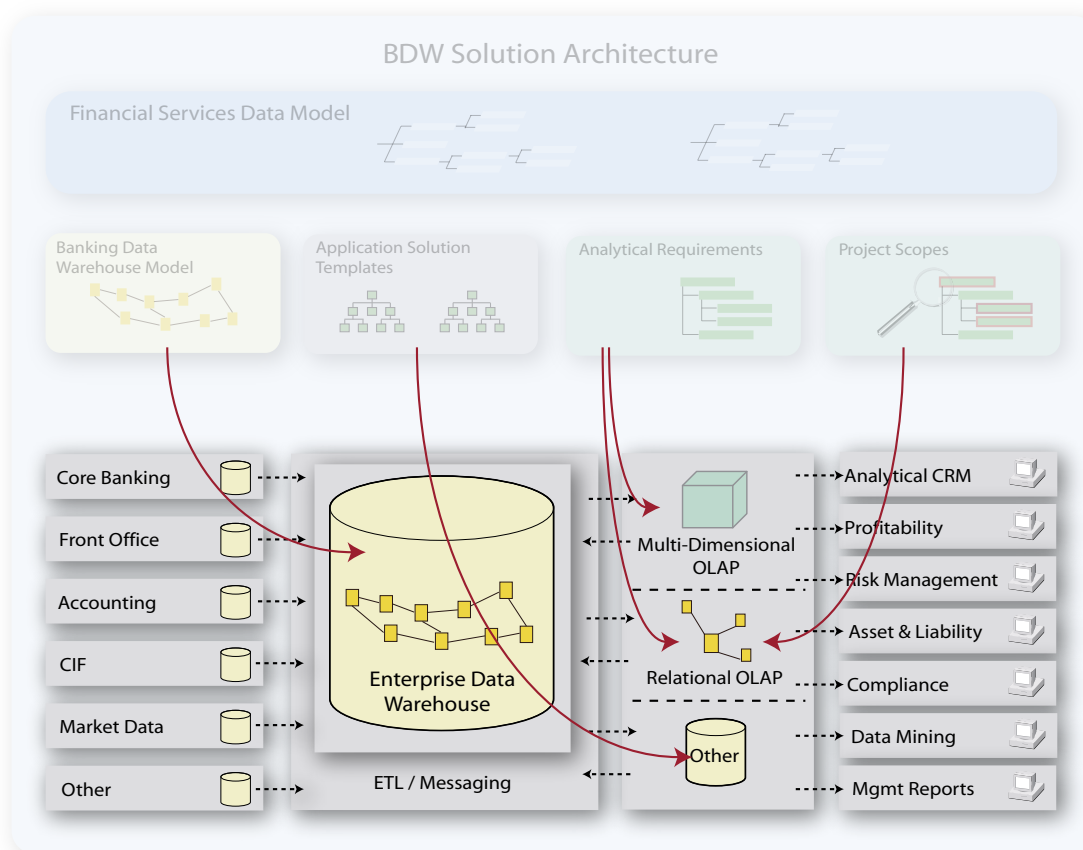 BDW Solution Architecture
Financial Services Data Model
Banking Data
Warehouse Model
Application Solution
Templates
Analytical Requirements
Project Scopes
Core Banking
Front Office
Accounting
CIF
Market Data
Other
Enterprise Data
Warehouse
ETL / Messaging
Multi-Dimensional
OLAP
Relational OLAP
Other
Analytical CRM
Profitability
Risk Management
Asset & Liability
Compliance
Data Mining
Mgmt Reports